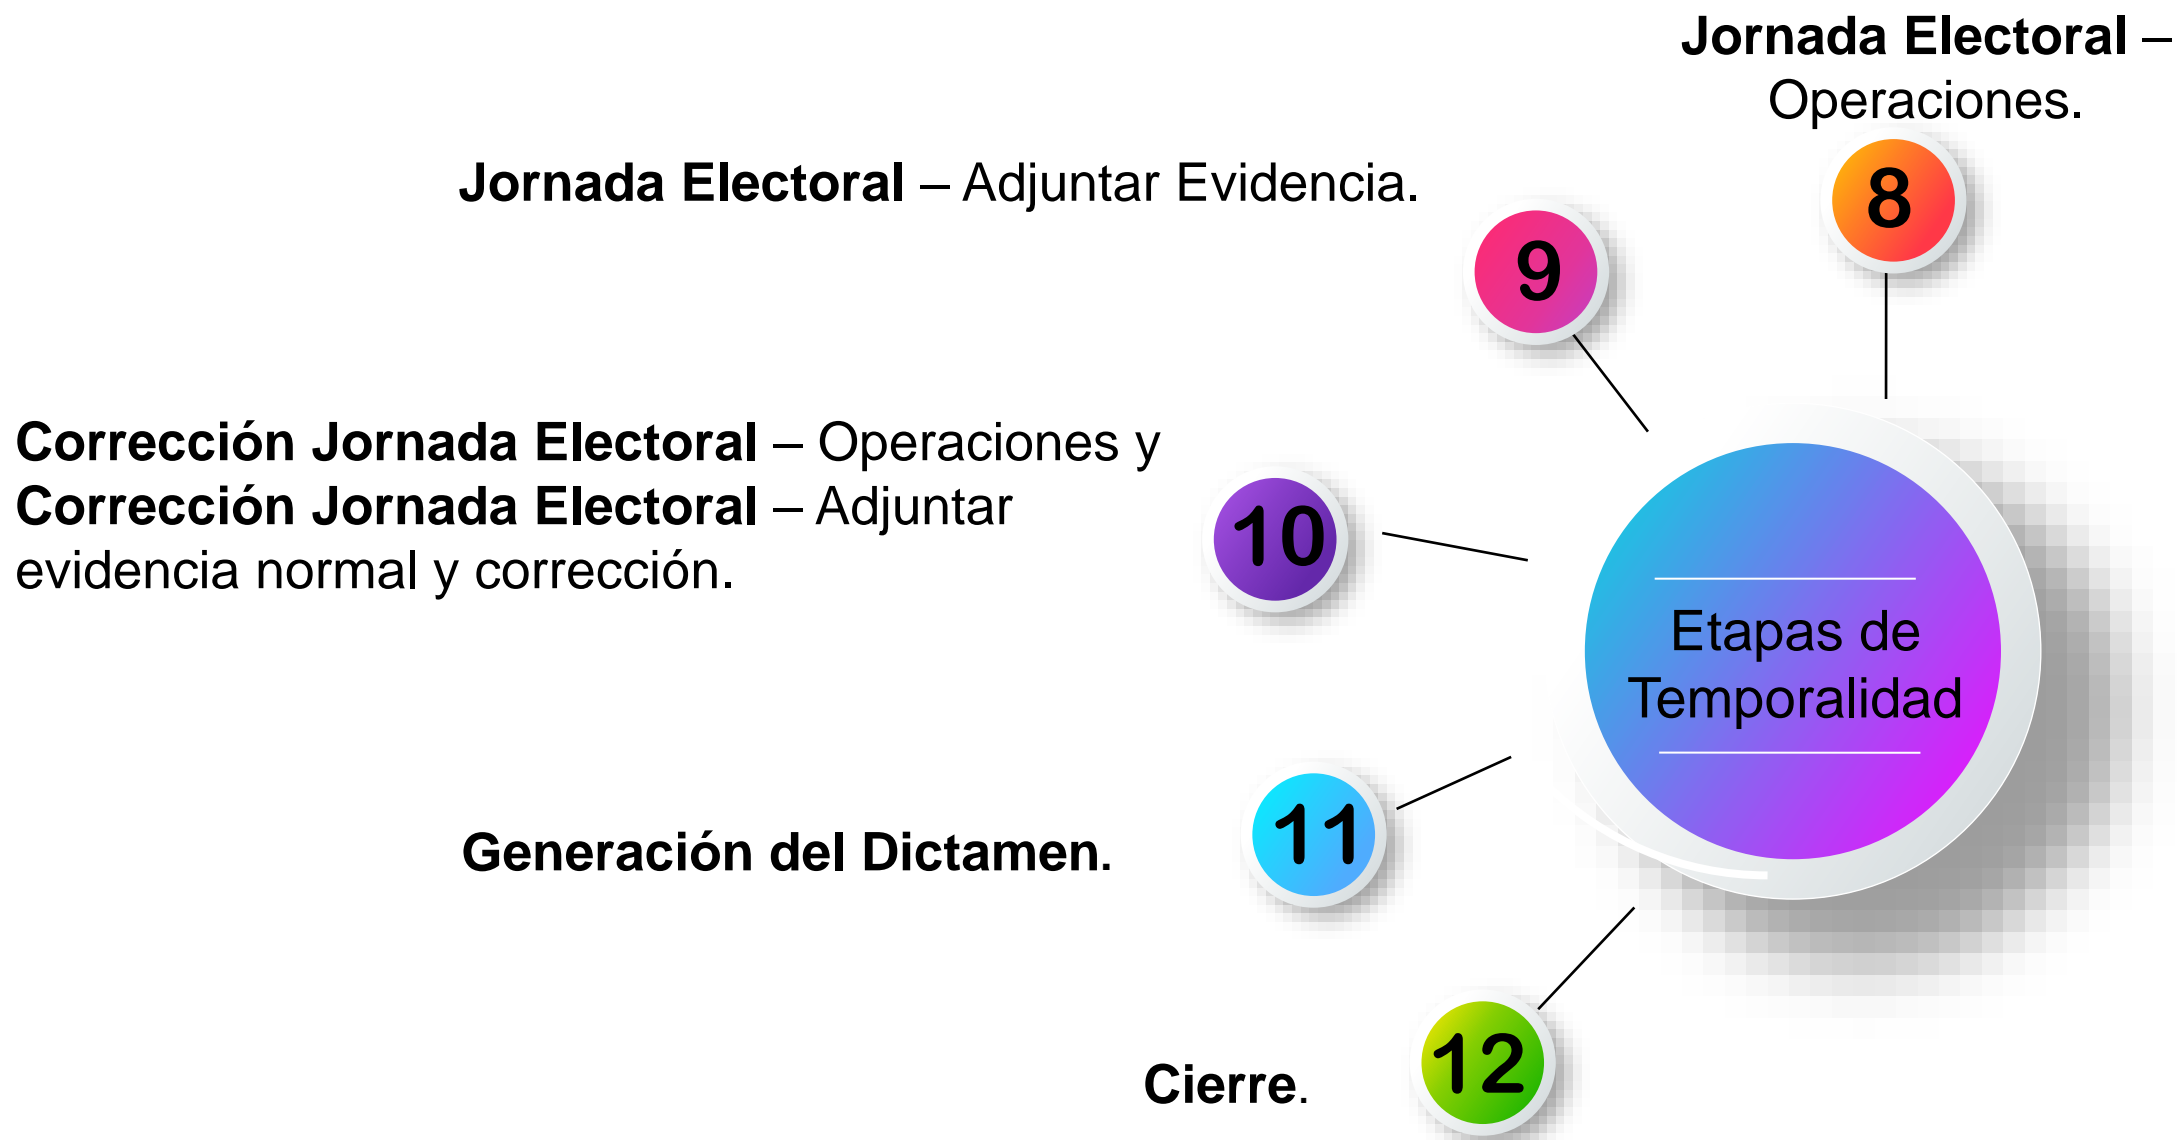 Jornada Electoral –
Operaciones.
8
Jornada Electoral – Adjuntar Evidencia.
9
Corrección Jornada Electoral – Operaciones y
Corrección Jornada Electoral – Adjuntar
evidencia normal y corrección.
10
Etapas de
Temporalidad
Generación del Dictamen.
11
Cierre.
12